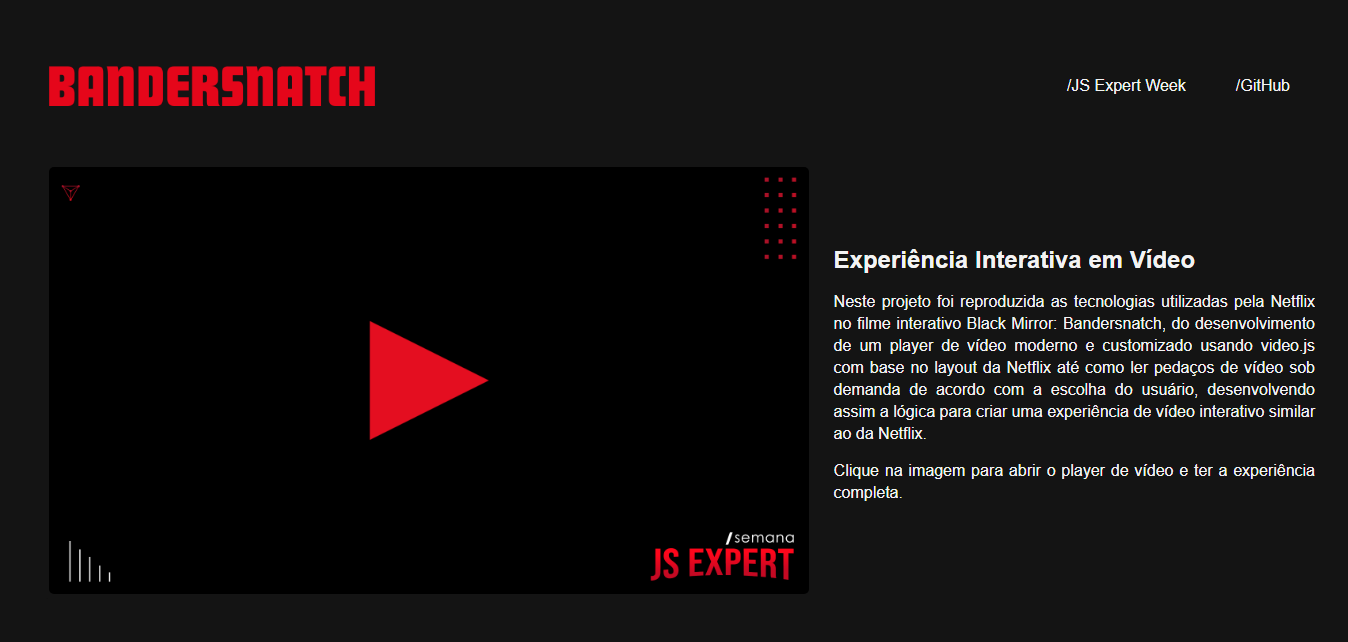 BANDERSNATCH
/JS Expert Week
/GitHub
/semana
JS EXPERT
Experiência Interativa em Vídeo
Neste projeto foi reproduzida as tecnologias utilizadas pela Netflix
no filme interativo Black Mirror: Bandersnatch, do desenvolvimento
de um player de vídeo moderno e customizado usando video.js
com base no layout da Netflix até como ler pedaços de vídeo sob
demanda de acordo com a escolha do usuário, desenvolvendo
assim a lógica para criar uma experiência de vídeo interativo similar
ao da Netflix.
Clique na imagem para abrir o player de vídeo e ter a experiência
completa.